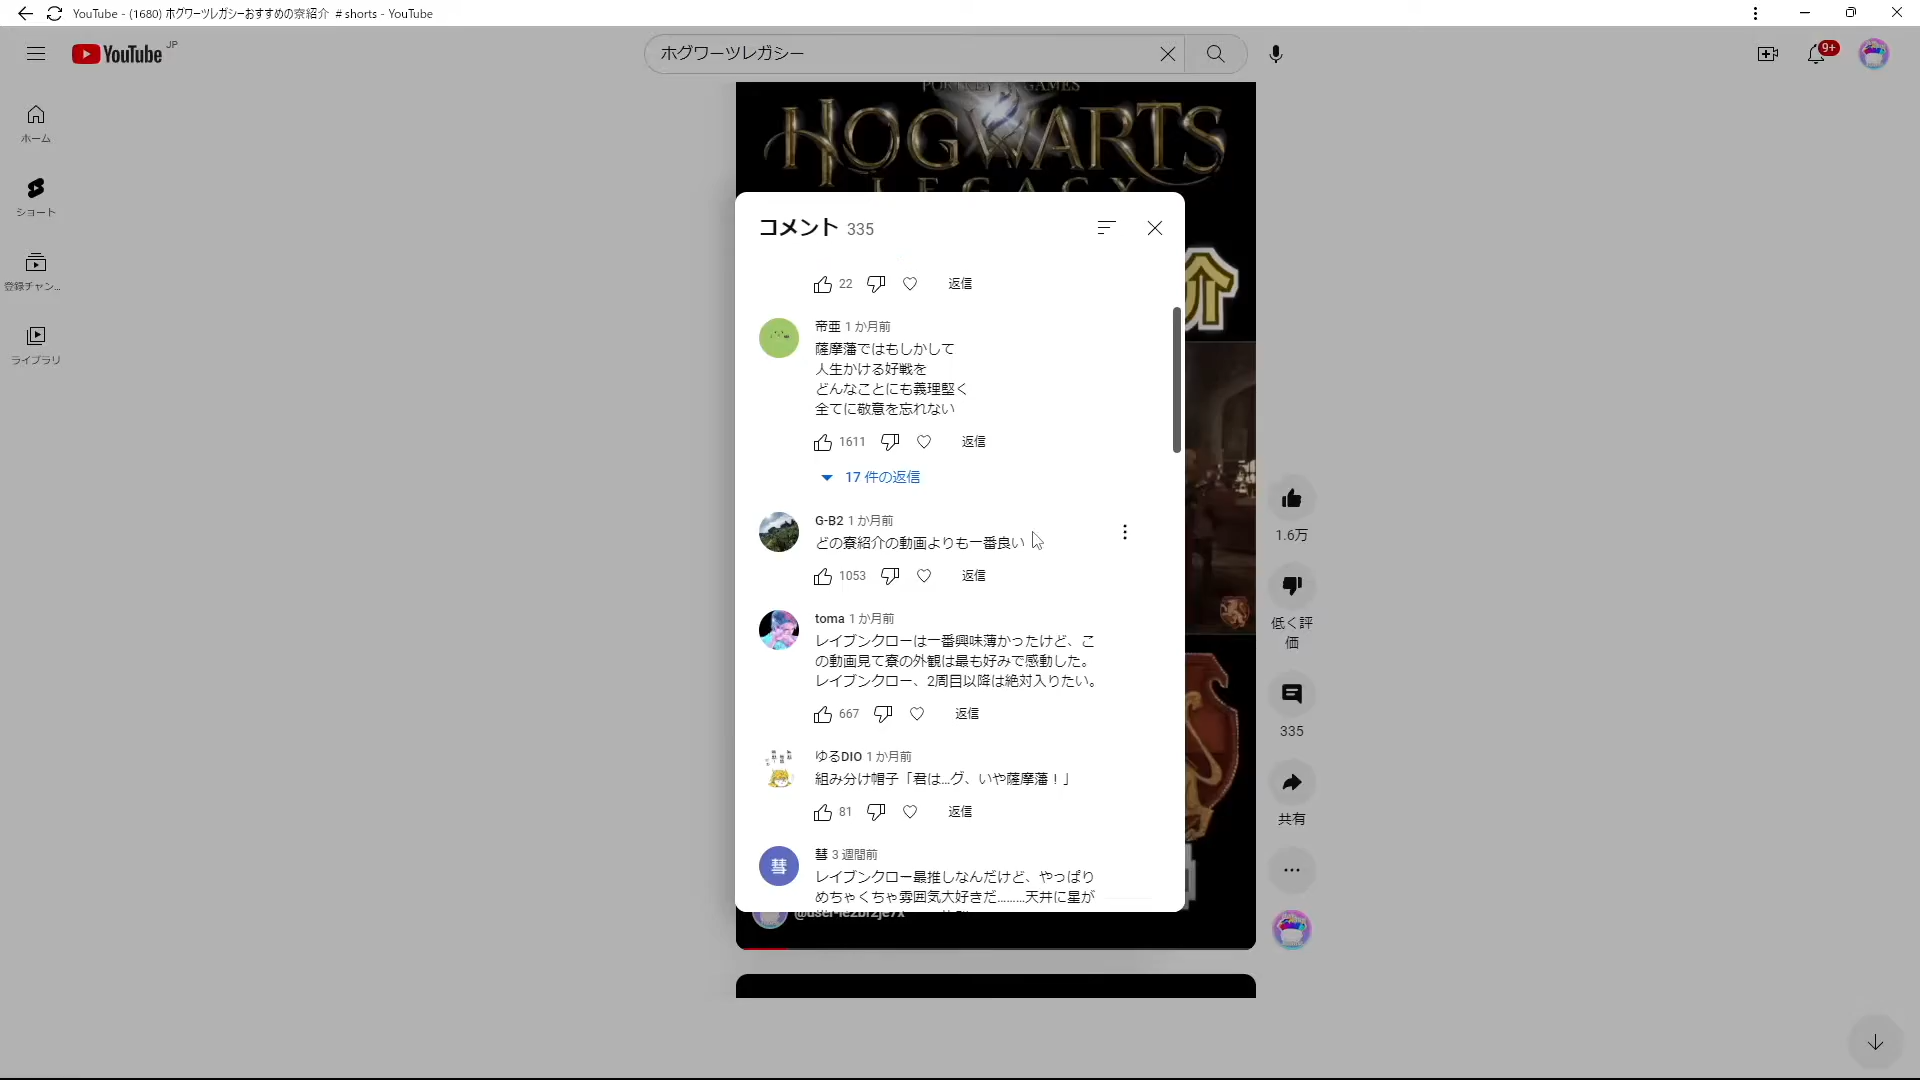 YouTube - (1680) ホグワーツレガシーおすすめの寮紹介 #shorts - YouTube
YouTube JP
ホグワーツレガシー
9+
ホーム
ショート
登録チャン...
ライブラリ
PORTKEY GAMES
HOGWARTS
LEGACY
介
コメント 335
22 返信
帝亜 1 か月前
薩摩藩ではもしかして
人生かける好戦を
どんなことにも義理堅く
全てに敬意を忘れない
1611 返信
17 件の返信
G-B2 1 か月前
どの寮紹介の動画よりも一番良い
1053 返信
toma 1 か月前
レイブンクローは一番興味薄かったけど、こ
の動画見て寮の外観は最も好みで感動した。
レイブンクロー、2周目以降は絶対入りたい。
667 返信
ゆるDIO 1 か月前
組み分け帽子「君は...グ、いや薩摩藩！」
81 返信
彗
彗 3 週間前
レイブンクロー最推しなんだけど、やっぱり
めちゃくちゃ雰囲気大好きだ.........天井に星が
1.6万
低く評
価
335
共有